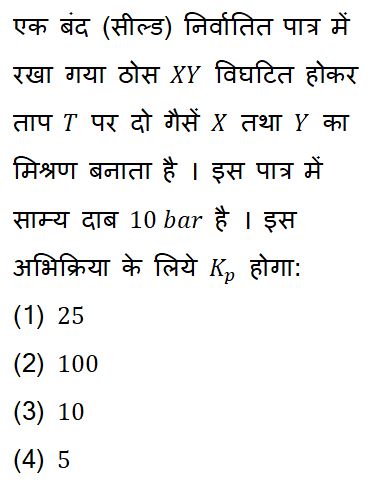 एक बंद (सील्ड) निर्वातित पात्र में
रखा गया ठोस XY विघटित होकर
ताप T पर दो गैसें X तथा Y का
मिश्रण बनाता है । इस पात्र में
साम्य दाब 10 bar है । इस
अभिक्रिया के लिये Kₚ होगा:
(1) 25
(2) 100
(3) 10
(4) 5